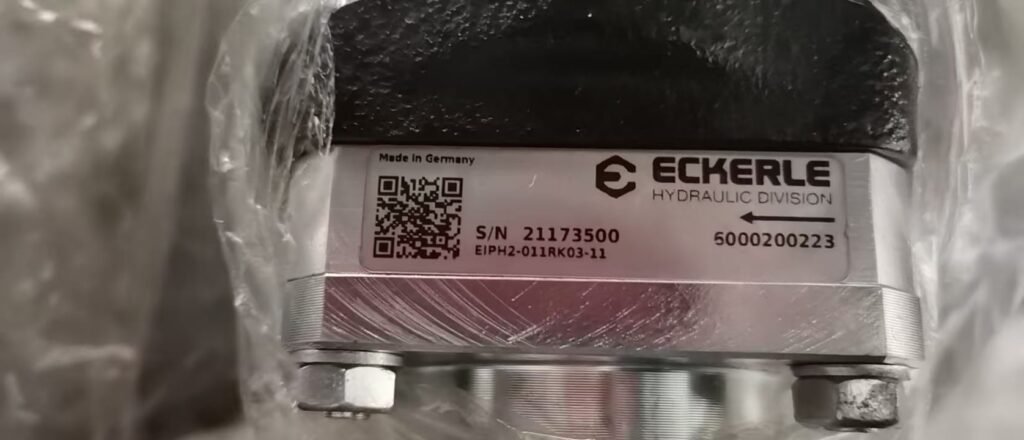 Made in Germany
ECKERLE
HYDRAULIC DIVISION
S/N 21173500
EIPH2-011RK03-11
6000200223